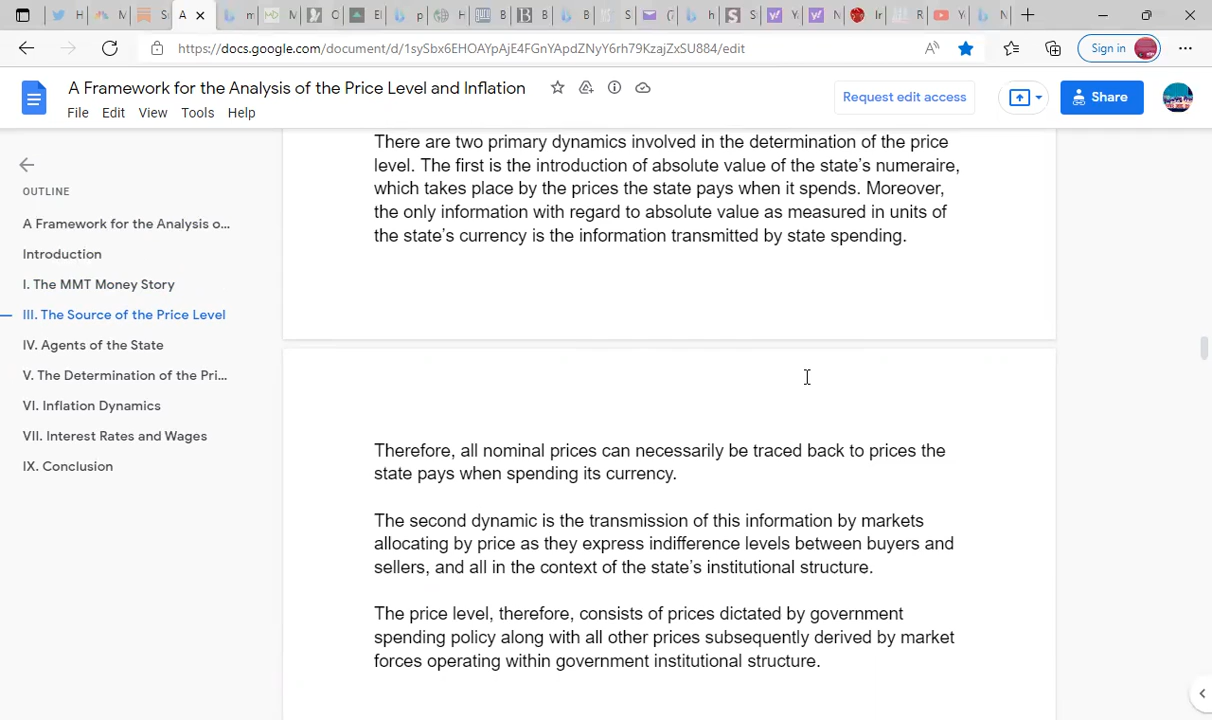 https://docs.google.com/document/d/1sySbx6EHOAYpAjE4FGnYApdZNyY6rh79KzajZxSU884/edit
Sign in
A Framework for the Analysis of the Price Level and Inflation
File Edit View Tools Help
Request edit access
Share
OUTLINE
A Framework for the Analysis o...
Introduction
I. The MMT Money Story
III. The Source of the Price Level
IV. Agents of the State
V. The Determination of the Pri...
VI. Inflation Dynamics
VII. Interest Rates and Wages
IX. Conclusion
There are two primary dynamics involved in the determination of the price
level. The first is the introduction of absolute value of the state's numeraire,
which takes place by the prices the state pays when it spends. Moreover,
the only information with regard to absolute value as measured in units of
the state's currency is the information transmitted by state spending.
Therefore, all nominal prices can necessarily be traced back to prices the
state pays when spending its currency.
The second dynamic is the transmission of this information by markets
allocating by price as they express indifference levels between buyers and
sellers, and all in the context of the state's institutional structure.
The price level, therefore, consists of prices dictated by government
spending policy along with all other prices subsequently derived by market
forces operating within government institutional structure.